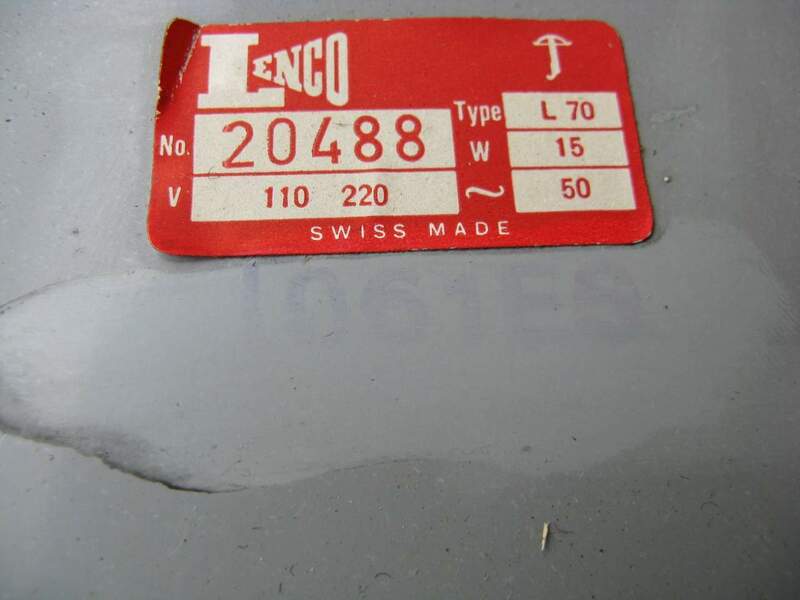 LENCO
No. 20488 Type L 70
W 15
V 110 220 ~ 50
SWISS MADE